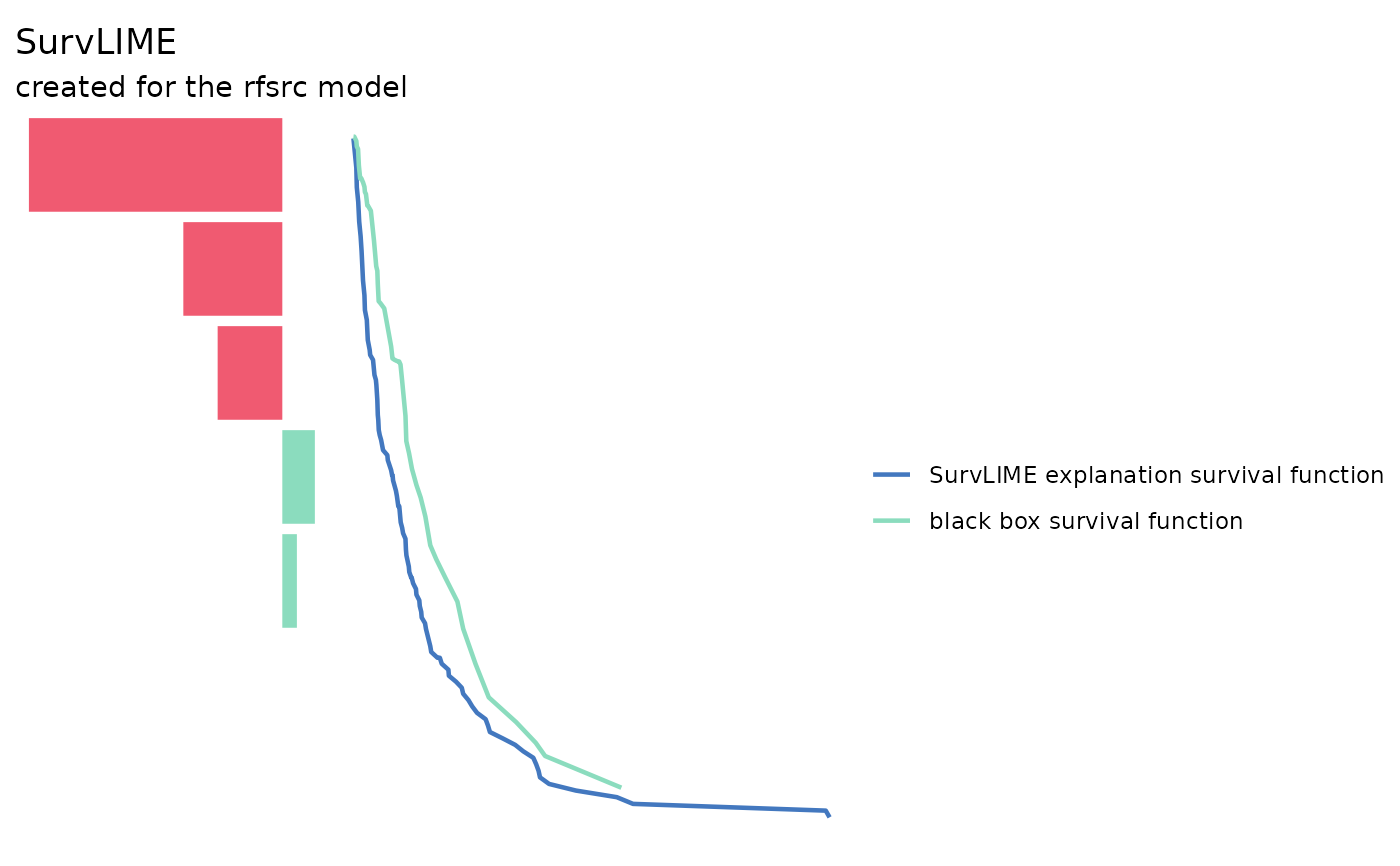 SurvLIME
created for the rfsrc model
SurvLIME explanation survival function
black box survival function